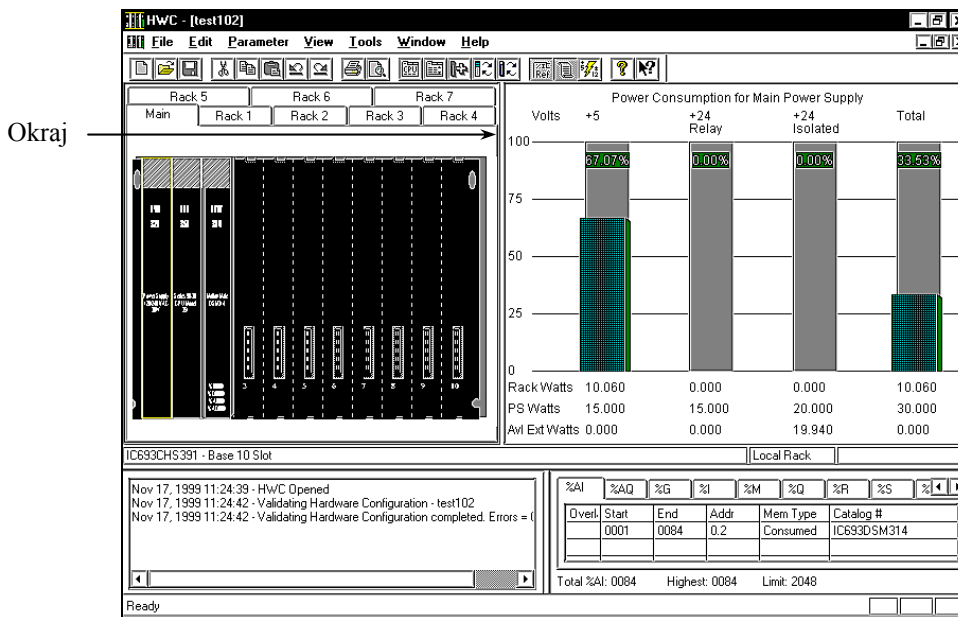 HWC - [test102]
File Edit Parameter View Tools Window Help
Rack 5 Rack 6 Rack 7
Main Rack 1 Rack 2 Rack 3 Rack 4
Okraj
Power Consumption for Main Power Supply
Volts +5 +24 Relay +24 Isolated Total
100
67.07% 0.00% 0.00% 33.53%
75
50
25
0
Rack Watts 10.060 0.000 0.000 10.060
PS Watts 15.000 15.000 20.000 30.000
Avl Ext Watts 0.000 0.000 19.940 0.000
3 4 5 6 7 8 9 10
IC693CHS391 - Base 10 Slot Local Rack
Nov 17, 1999 11:24:39 - HWC Opened
Nov 17, 1999 11:24:42 - Validating Hardware Configuration - test102
Nov 17, 1999 11:24:42 - Validating Hardware Configuration completed. Errors = (
%AI %AQ %G %I %M %Q %R %S %
Overl. Start End Addr Mem Type Catalog #
0001 0084 0.2 Consumed IC693DSM314
Total %AI: 0084 Highest: 0084 Limit: 2048
Ready